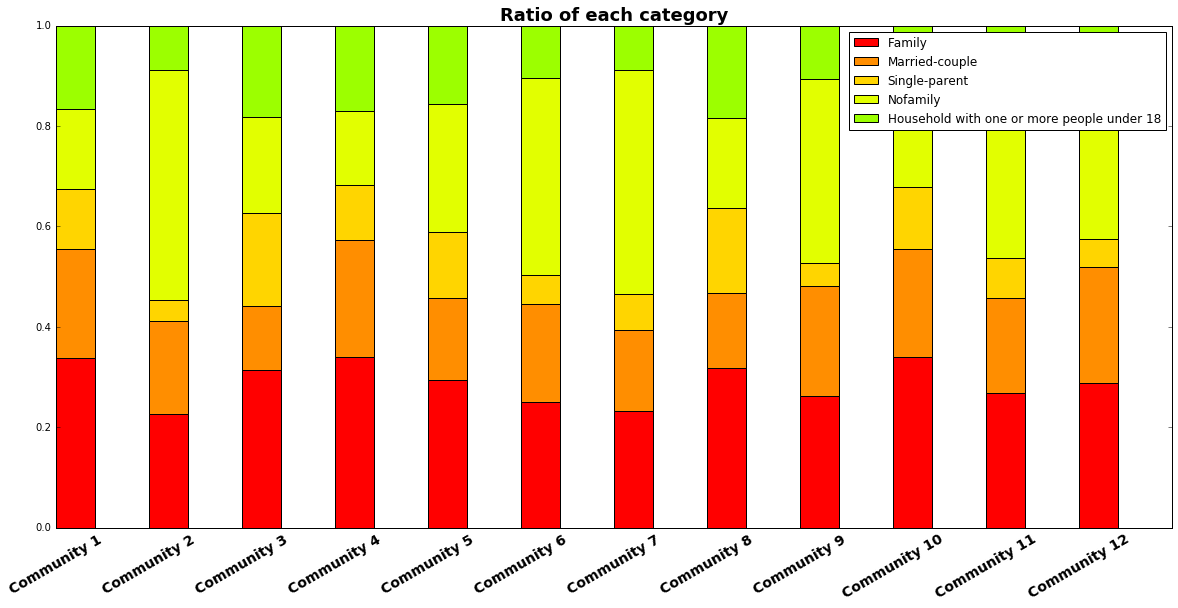 Ratio of each category
1.0
0.8
0.6
0.4
0.2
0.0
Family
Married-couple
Single-parent
Nofamily
Household with one or more people under 18
Community 1
Community 2
Community 3
Community 4
Community 5
Community 6
Community 7
Community 8
Community 9
Community 10
Community 11
Community 12